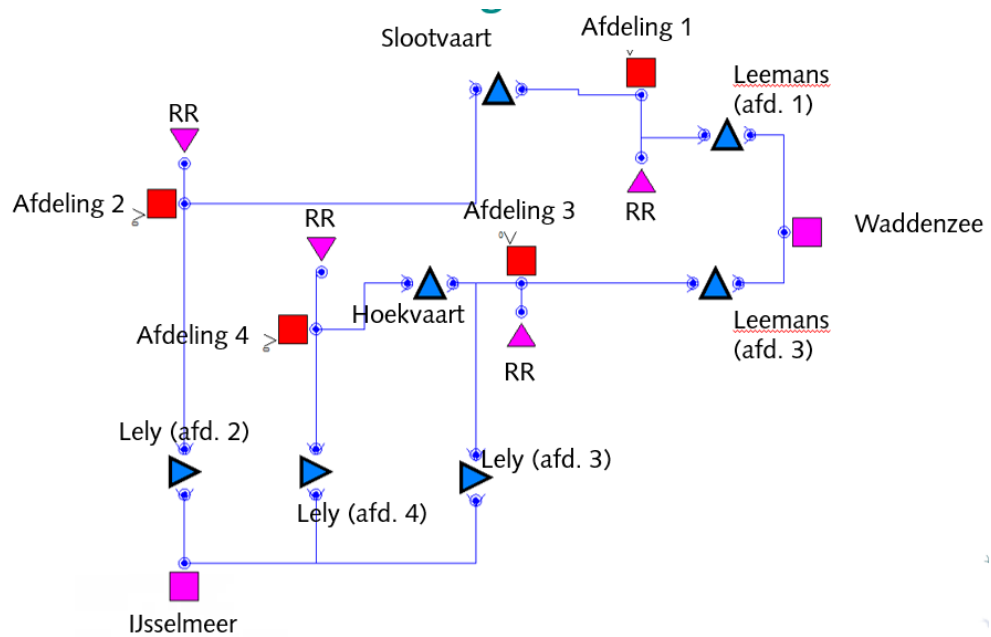 Afdeling 1
Slootvaart
Leemans
(afd. 1)
RR
Afdeling 2
RR
Afdeling 3
RR
Waddenzee
Hoekvaart
Afdeling 4
Leemans
(afd. 3)
RR
Lely (afd. 2)
Lely (afd. 3)
Lely (afd. 4)
IJsselmeer